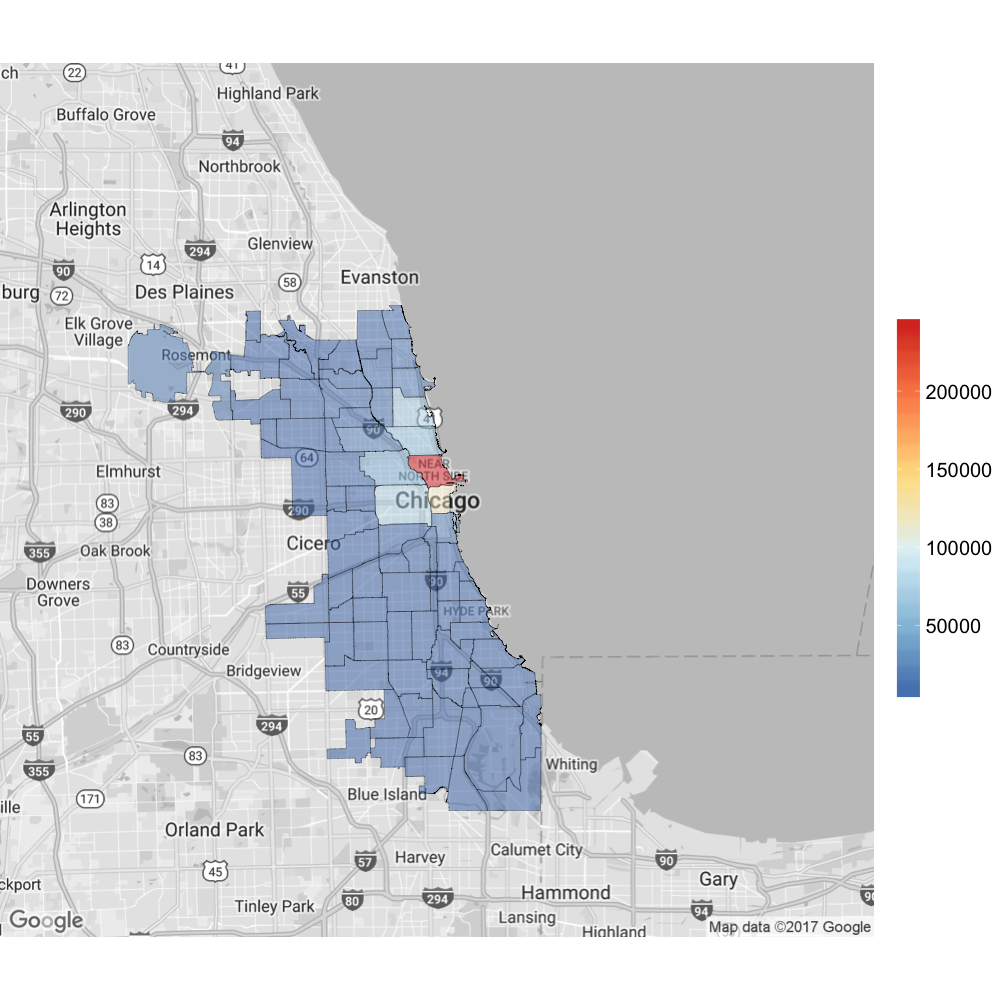 ch
22
41
Highland Park
Buffalo Grove
94
Northbrook
Arlington
Heights
Glenview
294
14
90
58
Evanston
burg
72
Des Plaines
Elk Grove
Village
Rosemont
290
294
90
64
NEAR
NORTH SIDE
Elmhurst
Chicago
83
290
38
355
Oak Brook
Cicero
Downers
Grove
55
90
HYDE PARK
83
Countryside
Bridgeview
94
90
20
294
55
83
Whiting
355
171
Blue Island
ille
Orland Park
45
57
Harvey
Calumet City
90
Gary
ckport
80
294
Hammond
90
Tinley Park
94
Lansing
Highland
Google
Map data ©2017 Google
200000
150000
100000
50000